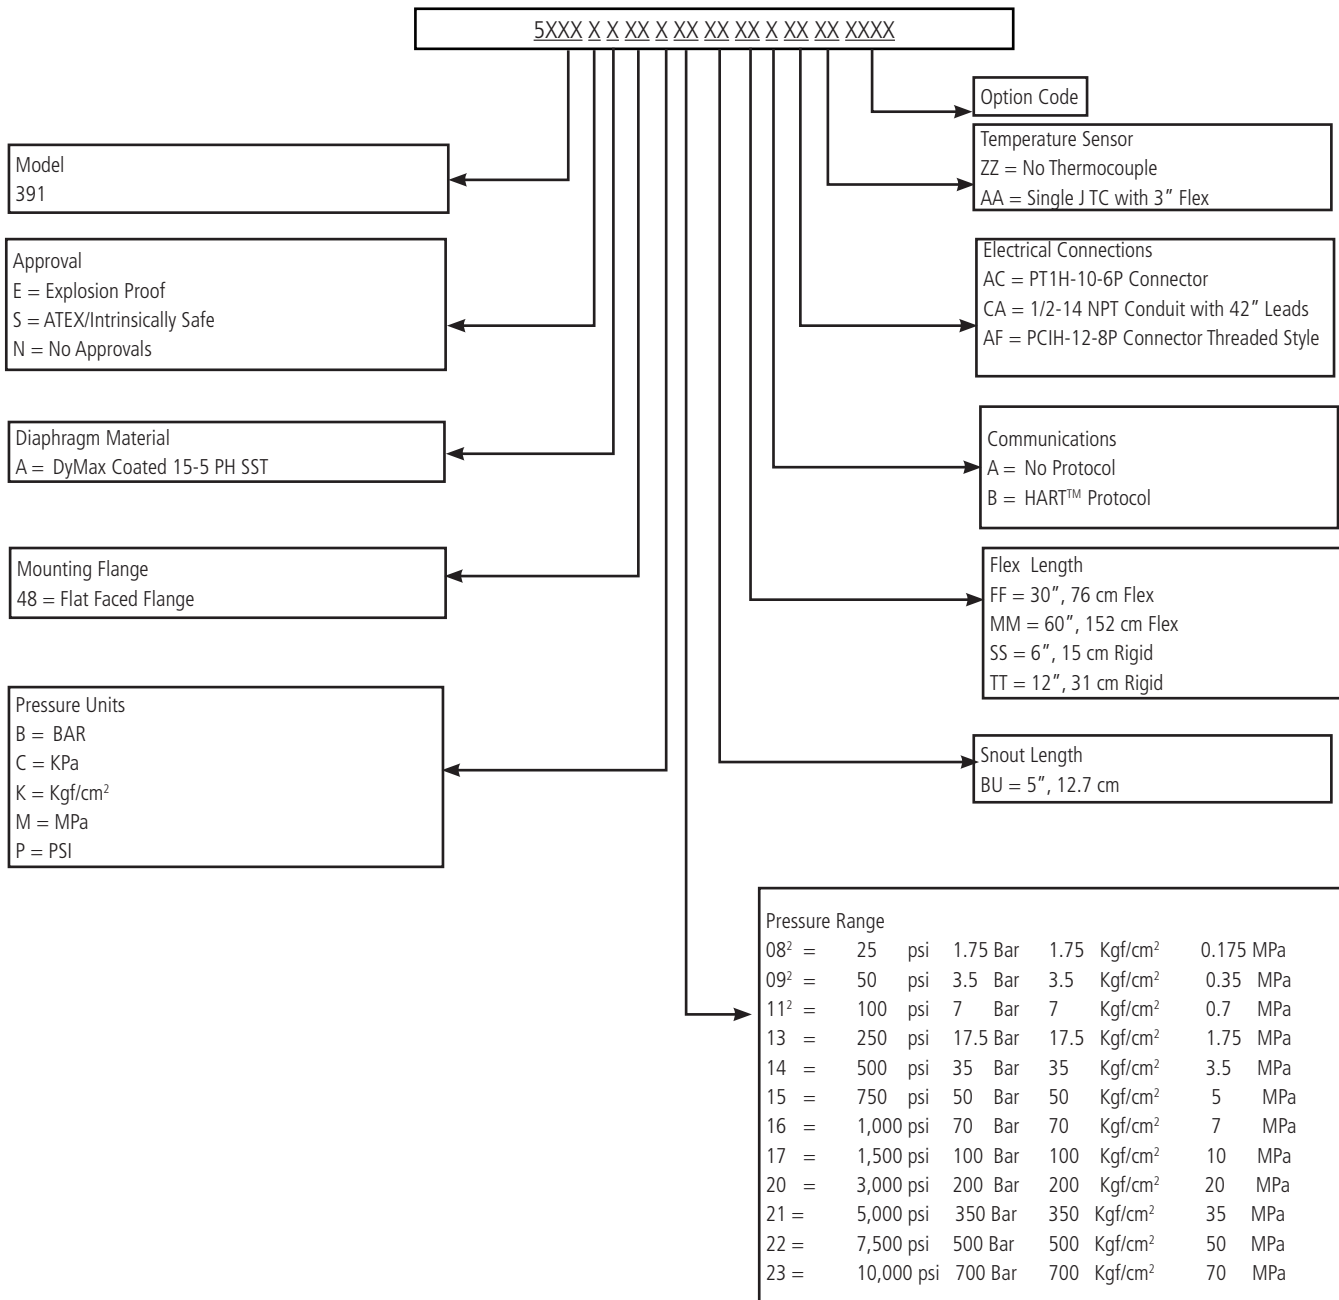 5XXX X X XX X XX XX XX X XX XX XXXX
Model
391
Approval
E = Explosion Proof
S = ATEX/Intrinsically Safe
N = No Approvals
Diaphragm Material
A = DyMax Coated 15-5 PH SST
Mounting Flange
48 = Flat Faced Flange
Pressure Units
B = BAR
C = KPa
K = Kgf/cm²
M = MPa
P = PSI
Option Code
Temperature Sensor
ZZ = No Thermocouple
AA = Single J TC with 3” Flex
Electrical Connections
AC = PT1H-10-6P Connector
CA = 1/2-14 NPT Conduit with 42” Leads
AF = PCIH-12-8P Connector Threaded Style
Communications
A = No Protocol
B = HART™ Protocol
Flex Length
FF = 30”, 76 cm Flex
MM = 60”, 152 cm Flex
SS = 6”, 15 cm Rigid
TT = 12”, 31 cm Rigid
Snout Length
BU = 5”, 12.7 cm
Pressure Range
08² = 25 psi 1.75 Bar 1.75 Kgf/cm² 0.175 MPa
09² = 50 psi 3.5 Bar 3.5 Kgf/cm² 0.35 MPa
11² = 100 psi 7 Bar 7 Kgf/cm² 0.7 MPa
13 = 250 psi 17.5 Bar 17.5 Kgf/cm² 1.75 MPa
14 = 500 psi 35 Bar 35 Kgf/cm² 3.5 MPa
15 = 750 psi 50 Bar 50 Kgf/cm² 5 MPa
16 = 1,000 psi 70 Bar 70 Kgf/cm² 7 MPa
17 = 1,500 psi 100 Bar 100 Kgf/cm² 10 MPa
20 = 3,000 psi 200 Bar 200 Kgf/cm² 20 MPa
21 = 5,000 psi 350 Bar 350 Kgf/cm² 35 MPa
22 = 7,500 psi 500 Bar 500 Kgf/cm² 50 MPa
23 = 10,000 psi 700 Bar 700 Kgf/cm² 70 MPa